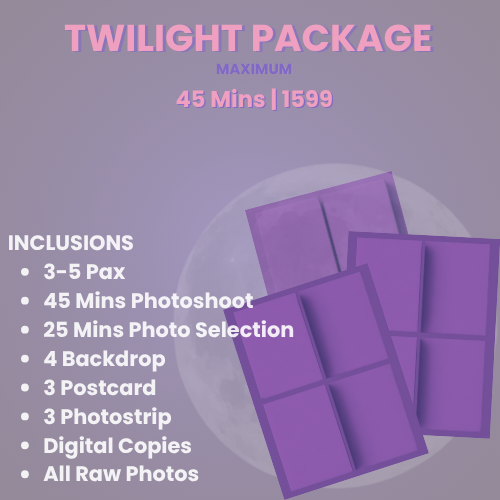 TWILIGHT PACKAGE
MAXIMUM
45 Mins | 1599
INCLUSIONS
• 3-5 Pax
• 45 Mins Photoshoot
• 25 Mins Photo Selection
• 4 Backdrop
• 3 Postcard
• 3 Photostrip
• Digital Copies
• All Raw Photos